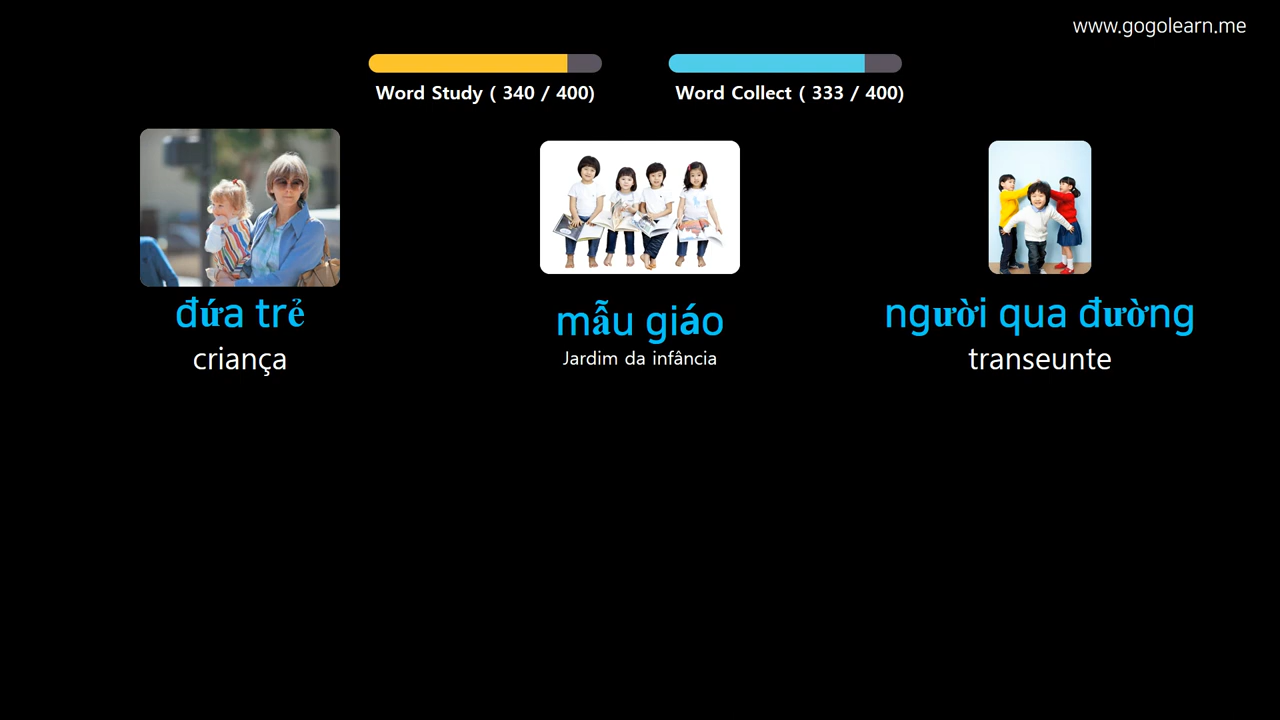 www.gogolearn.me
Word Study ( 340 / 400)
Word Collect ( 333 / 400)
đứa trẻ
criança
mẫu giáo
Jardim da infância
người qua đường
transeunte